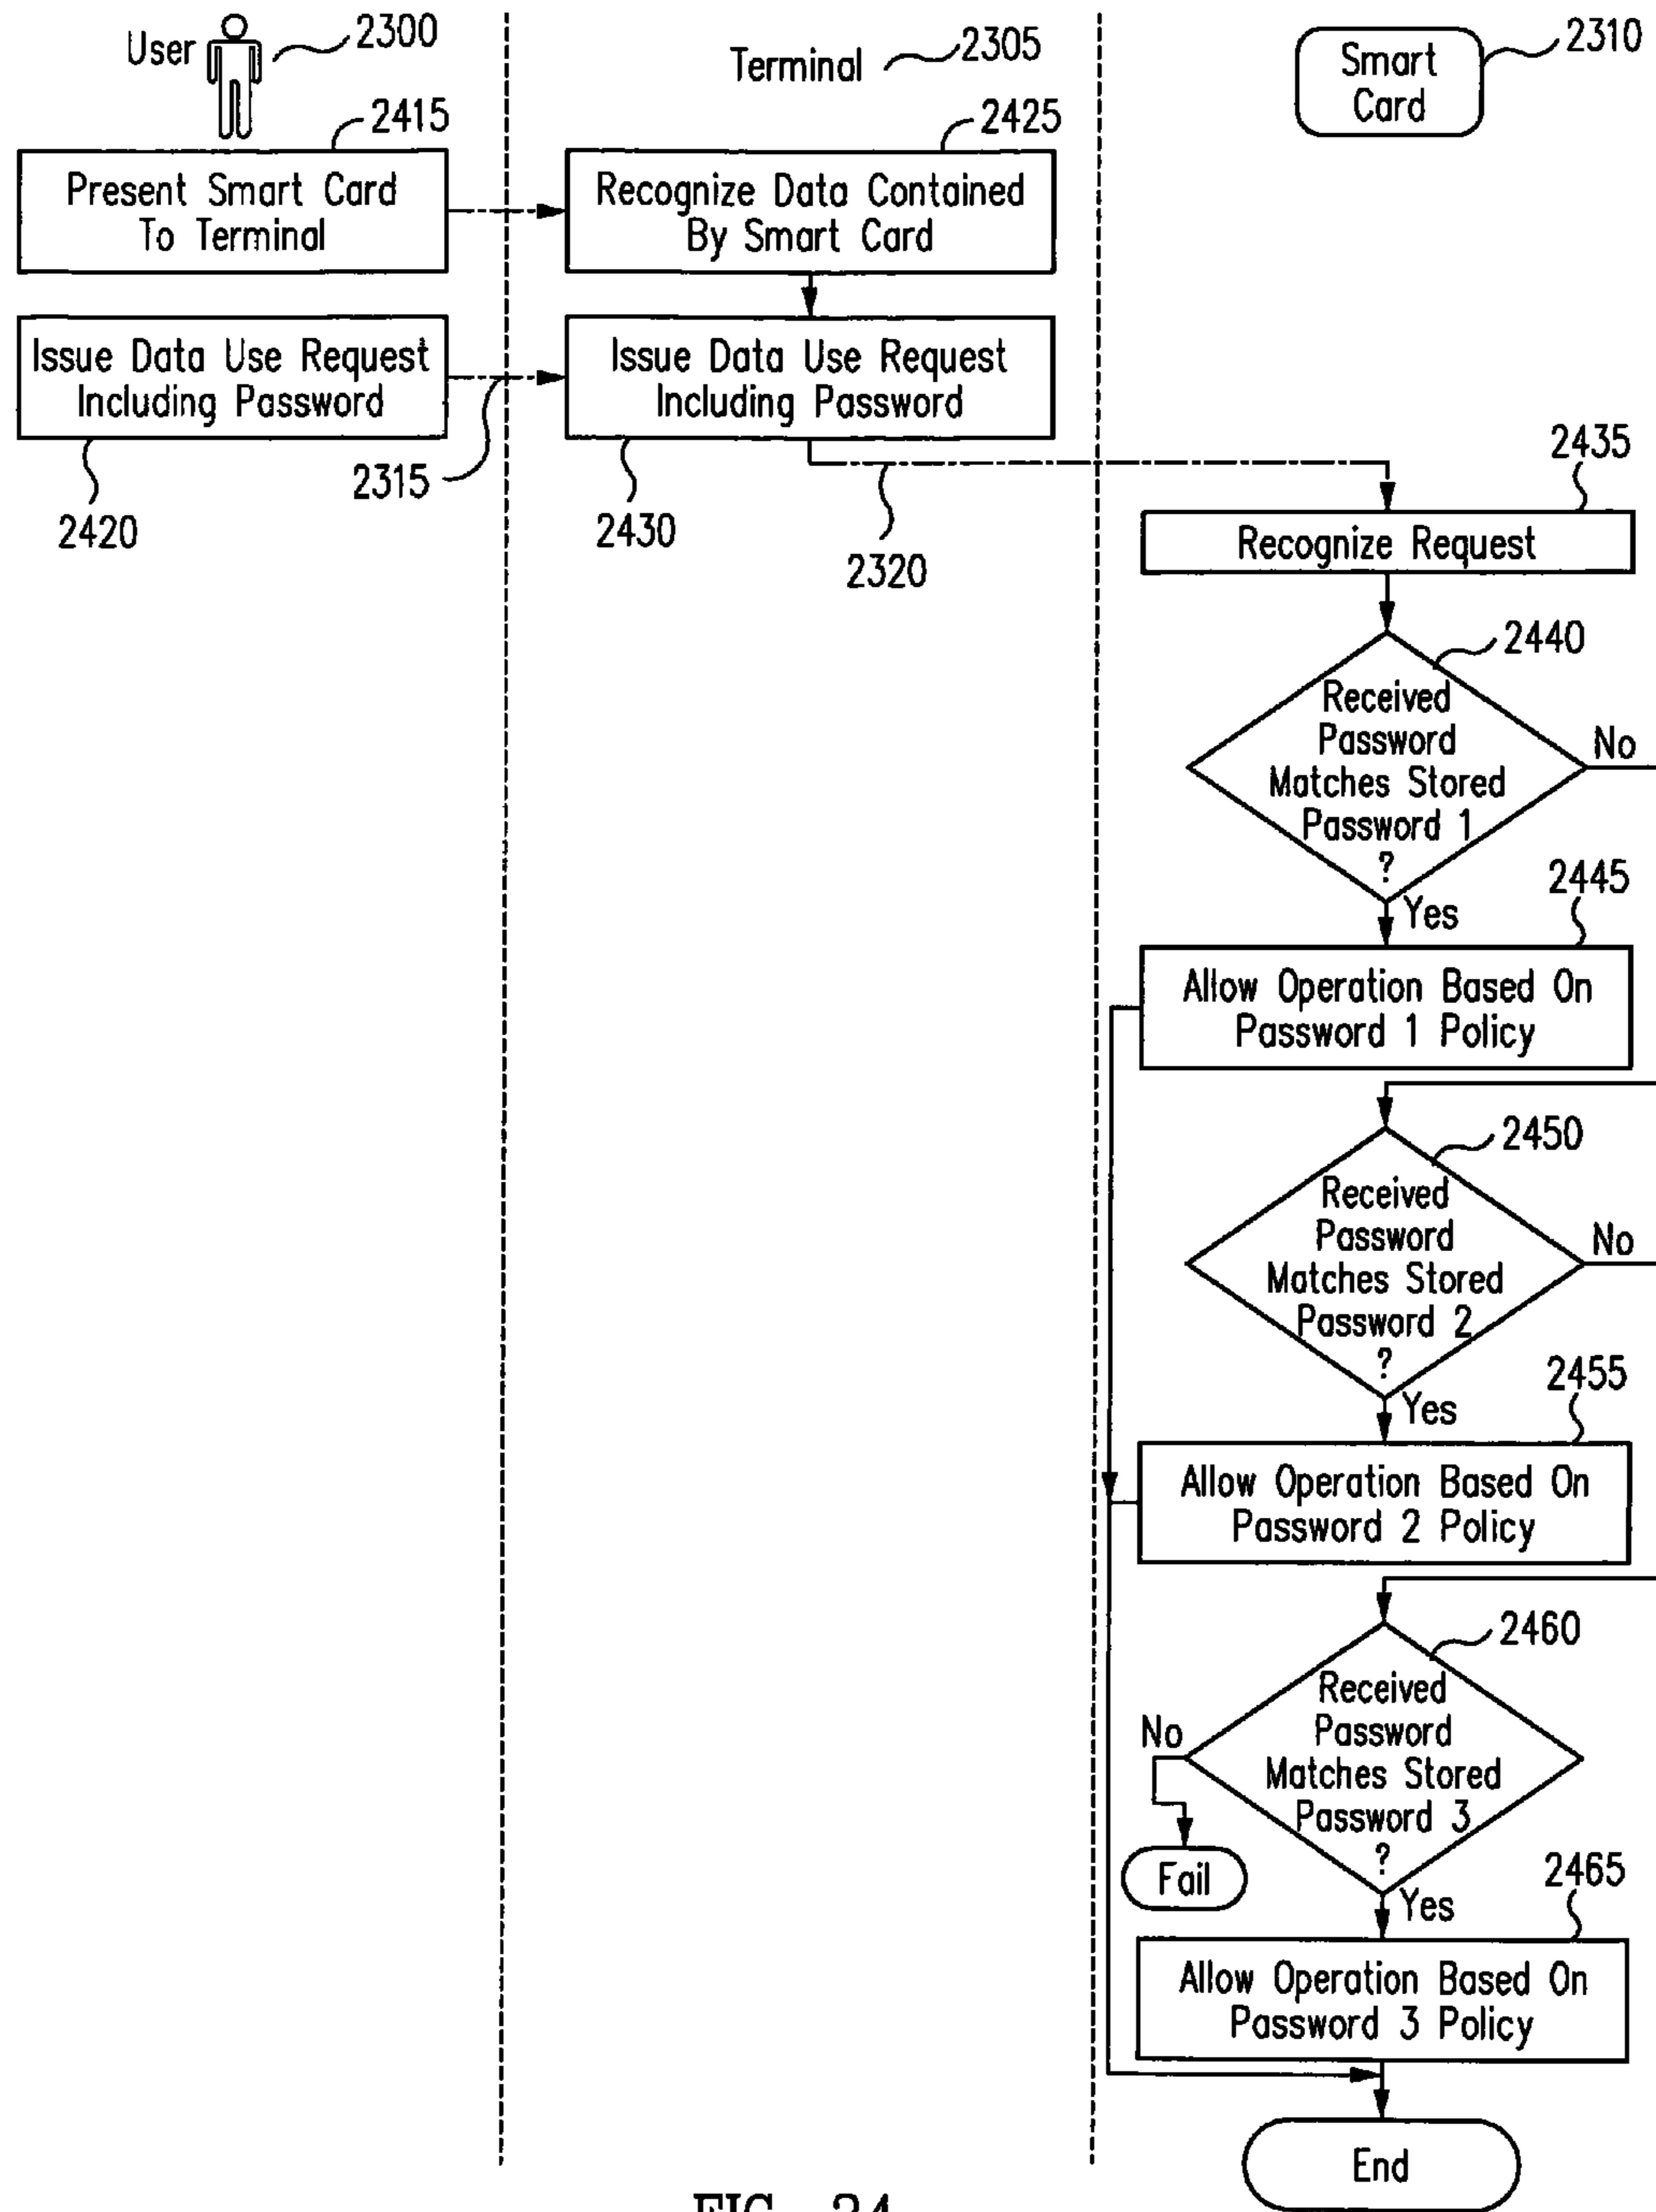 User
2300
Terminal
2305
Smart
Card
2310
2415
Present Smart Card
To Terminal
2425
Recognize Data Contained
By Smart Card
Issue Data Use Request
Including Password
2420
2315
Issue Data Use Request
Including Password
2430
2320
2435
Recognize Request
2440
Received
Password
Matches Stored
Password 1
?
No
Yes
2445
Allow Operation Based On
Password 1 Policy
2450
Received
Password
Matches Stored
Password 2
?
No
Yes
2455
Allow Operation Based On
Password 2 Policy
2460
Received
Password
Matches Stored
Password 3
?
No
Fail
Yes
2465
Allow Operation Based On
Password 3 Policy
End
FIG. 24